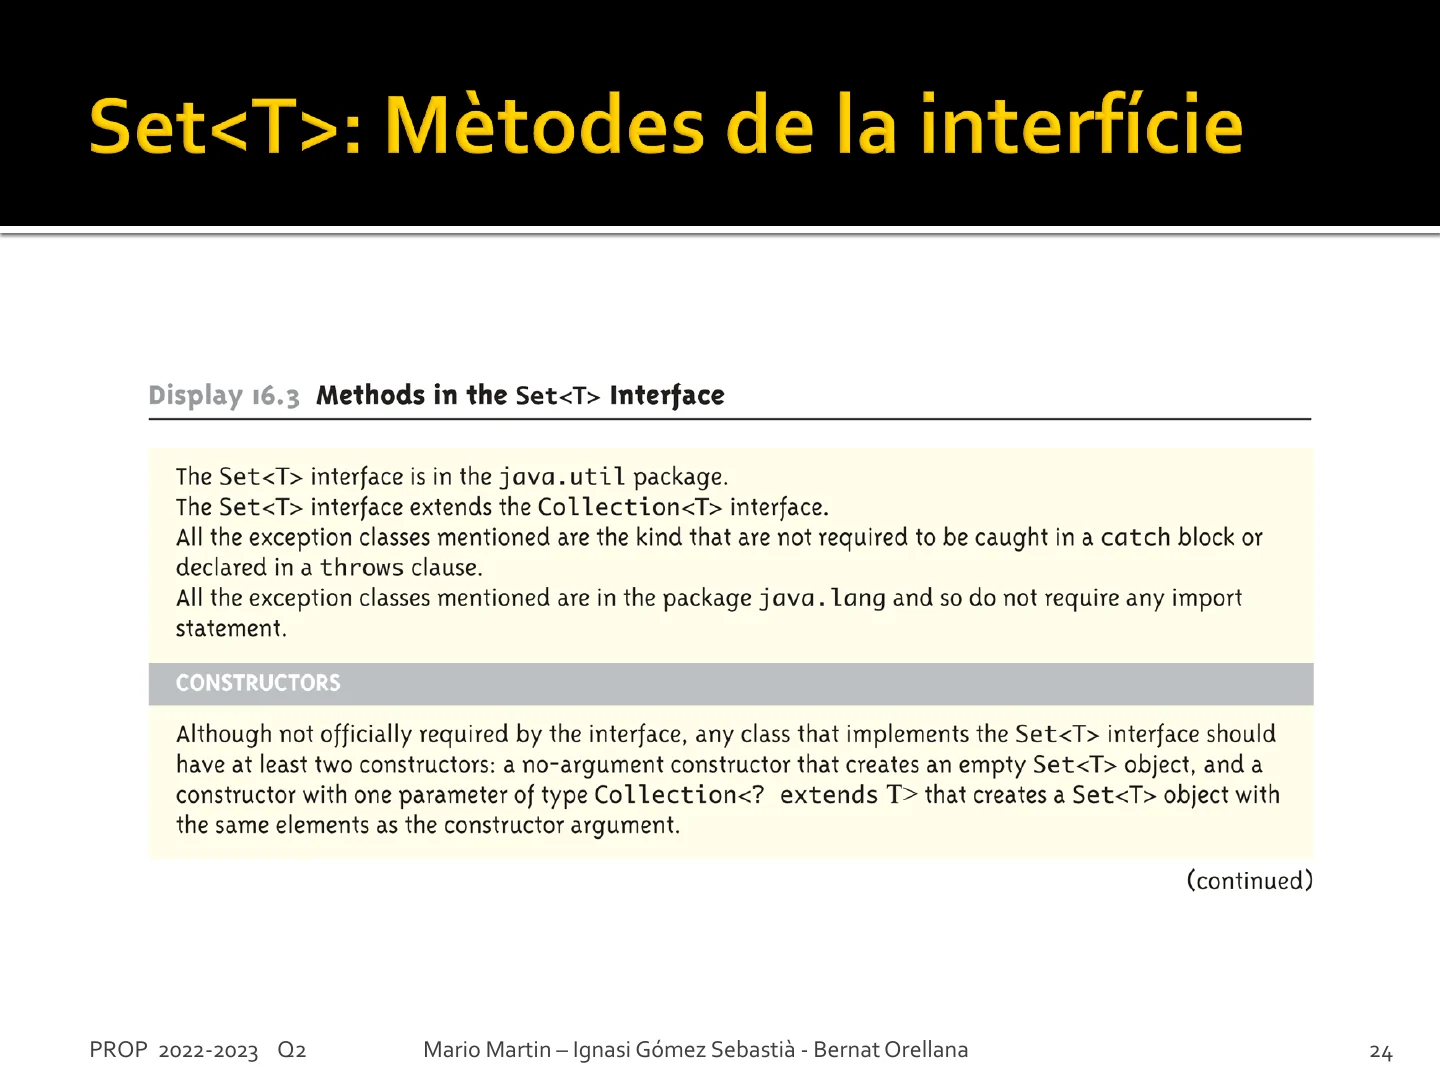 Set<T>: Mètodes de la interfície
Display 16.3 Methods in the Set<T> Interface
The Set<T> interface is in the java.util package.
The Set<T> interface extends the Collection<T> interface.
All the exception classes mentioned are the kind that are not required to be caught in a catch block or
declared in a throws clause.
All the exception classes mentioned are in the package java.lang and so do not require any import
statement.
CONSTRUCTORS
Although not officially required by the interface, any class that implements the Set<T> interface should
have at least two constructors: a no-argument constructor that creates an empty Set<T> object, and a
constructor with one parameter of type Collection<? extends T> that creates a Set<T> object with
the same elements as the constructor argument.
(continued)
PROP 2022-2023 Q2 Mario Martin – Ignasi Gómez Sebastià - Bernat Orellana 24